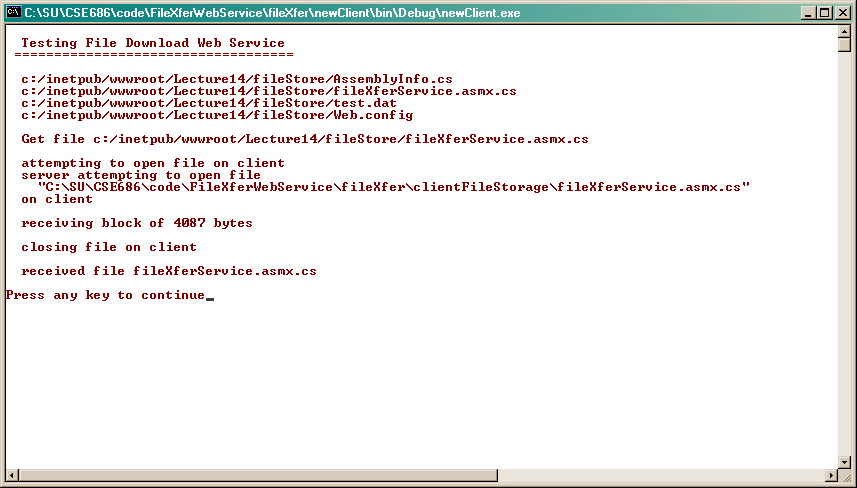 C:\SU\CSE686\code\FileXferWebService\fileXfer\newClient\bin\Debug\newClient.exe
Testing File Download Web Service
==================================
c:/inetpub/wwwroot/Lecture14/fileStore/AssemblyInfo.cs
c:/inetpub/wwwroot/Lecture14/fileStore/fileXferService.asmx.cs
c:/inetpub/wwwroot/Lecture14/fileStore/test.dat
c:/inetpub/wwwroot/Lecture14/fileStore/Web.config
Get file c:/inetpub/wwwroot/Lecture14/fileStore/fileXferService.asmx.cs
attempting to open file on client
server attempting to open file
"C:\SU\CSE686\code\FileXferWebService\fileXfer\clientFileStorage\fileXferService.asmx.cs"
on client
receiving block of 4087 bytes
closing file on client
received file fileXferService.asmx.cs
Press any key to continue_